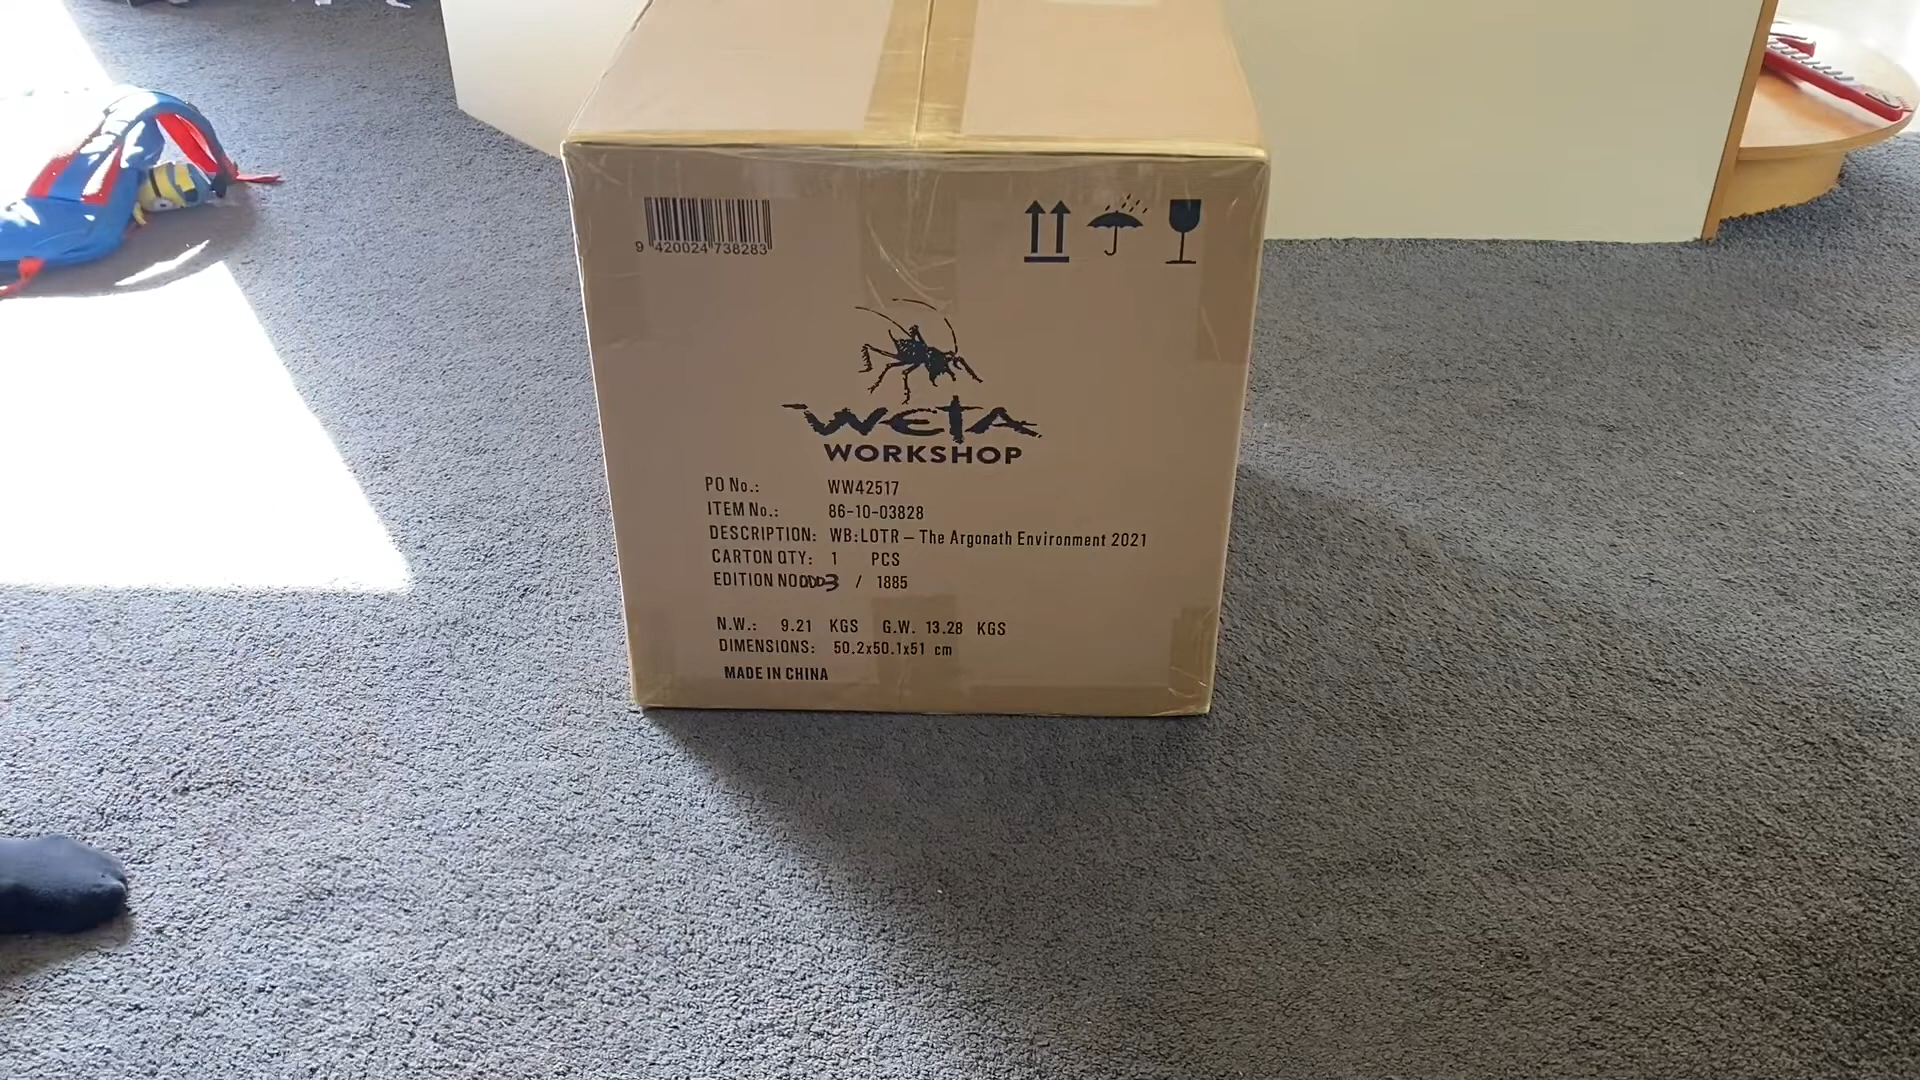 9 420024 738283
WETA
WORKSHOP
PO No.: WW42517
ITEM No.: 86-10-03828
DESCRIPTION: WB:LOTR – The Argonath Environment 2021
CARTON QTY: 1 PCS
EDITION NO 0003 / 1885
N.W.: 9.21 KGS G.W. 13.28 KGS
DIMENSIONS: 50.2x50.1x51 cm
MADE IN CHINA